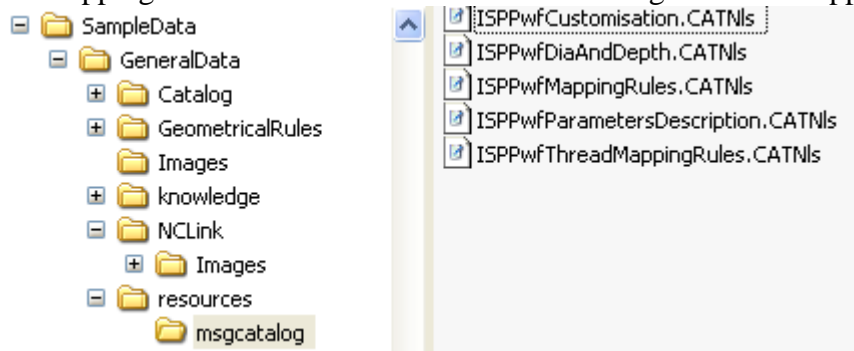 SampleData
GeneralData
Catalog
GeometricalRules
Images
knowledge
NCLink
Images
resources
msgcatalog
ISPPwfCustomisation.CATNls
ISPPwfDiaAndDepth.CATNls
ISPPwfMappingRules.CATNls
ISPPwfParametersDescription.CATNls
ISPPwfThreadMappingRules.CATNls